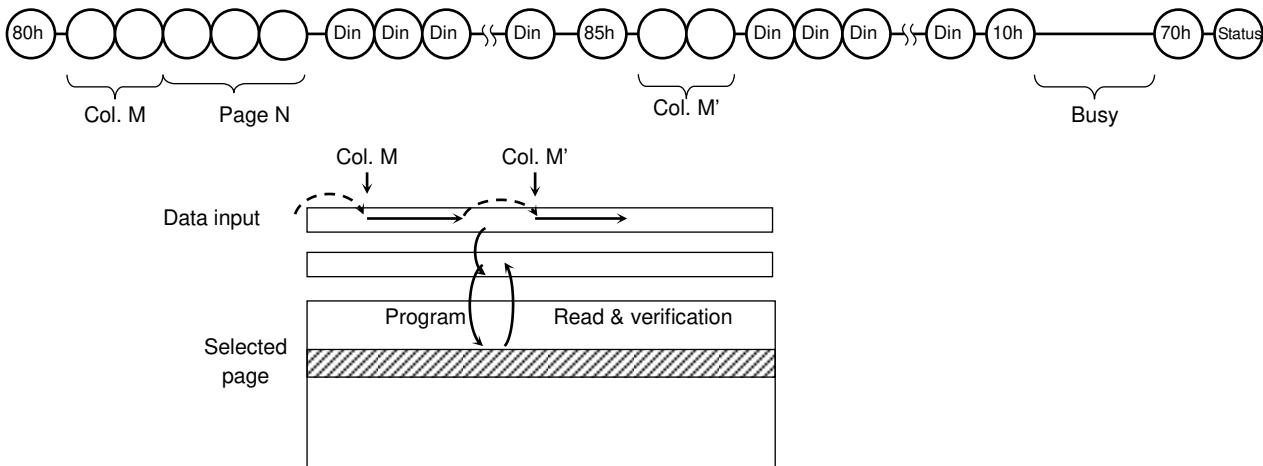 80h Din Din Din Din 85h Din Din Din Din 10h 70h Status
Col. M Page N Col. M’ Busy
Col. M Col. M’
Data input
Program Read & verification
Selected
page